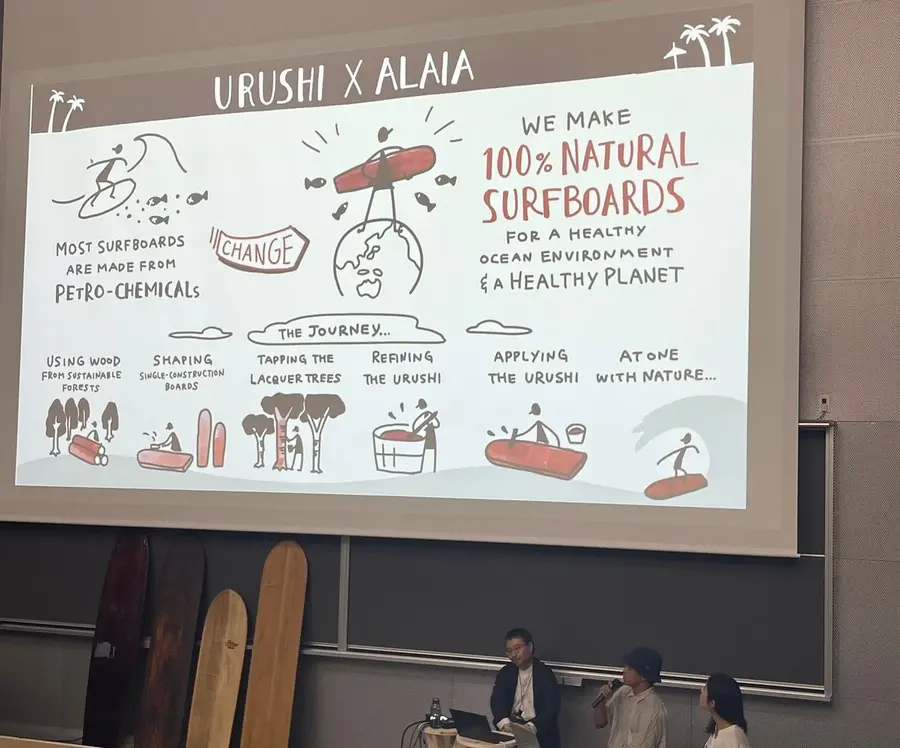 URUSHI X ALAIA
MOST SURFBOARDS
ARE MADE FROM
PETRO-CHEMICALS
CHANGE
WE MAKE
100% NATURAL
SURFBOARDS
FOR A HEALTHY
OCEAN ENVIRONMENT
& A HEALTHY PLANET
THE JOURNEY...
USING WOOD
FROM SUSTAINABLE
FORESTS
SHAPING
SINGLE-CONSTRUCTION
BOARDS
TAPPING THE
LACQUER TREES
REFINING
THE URUSHI
APPLYING
THE URUSHI
AT ONE
WITH NATURE...